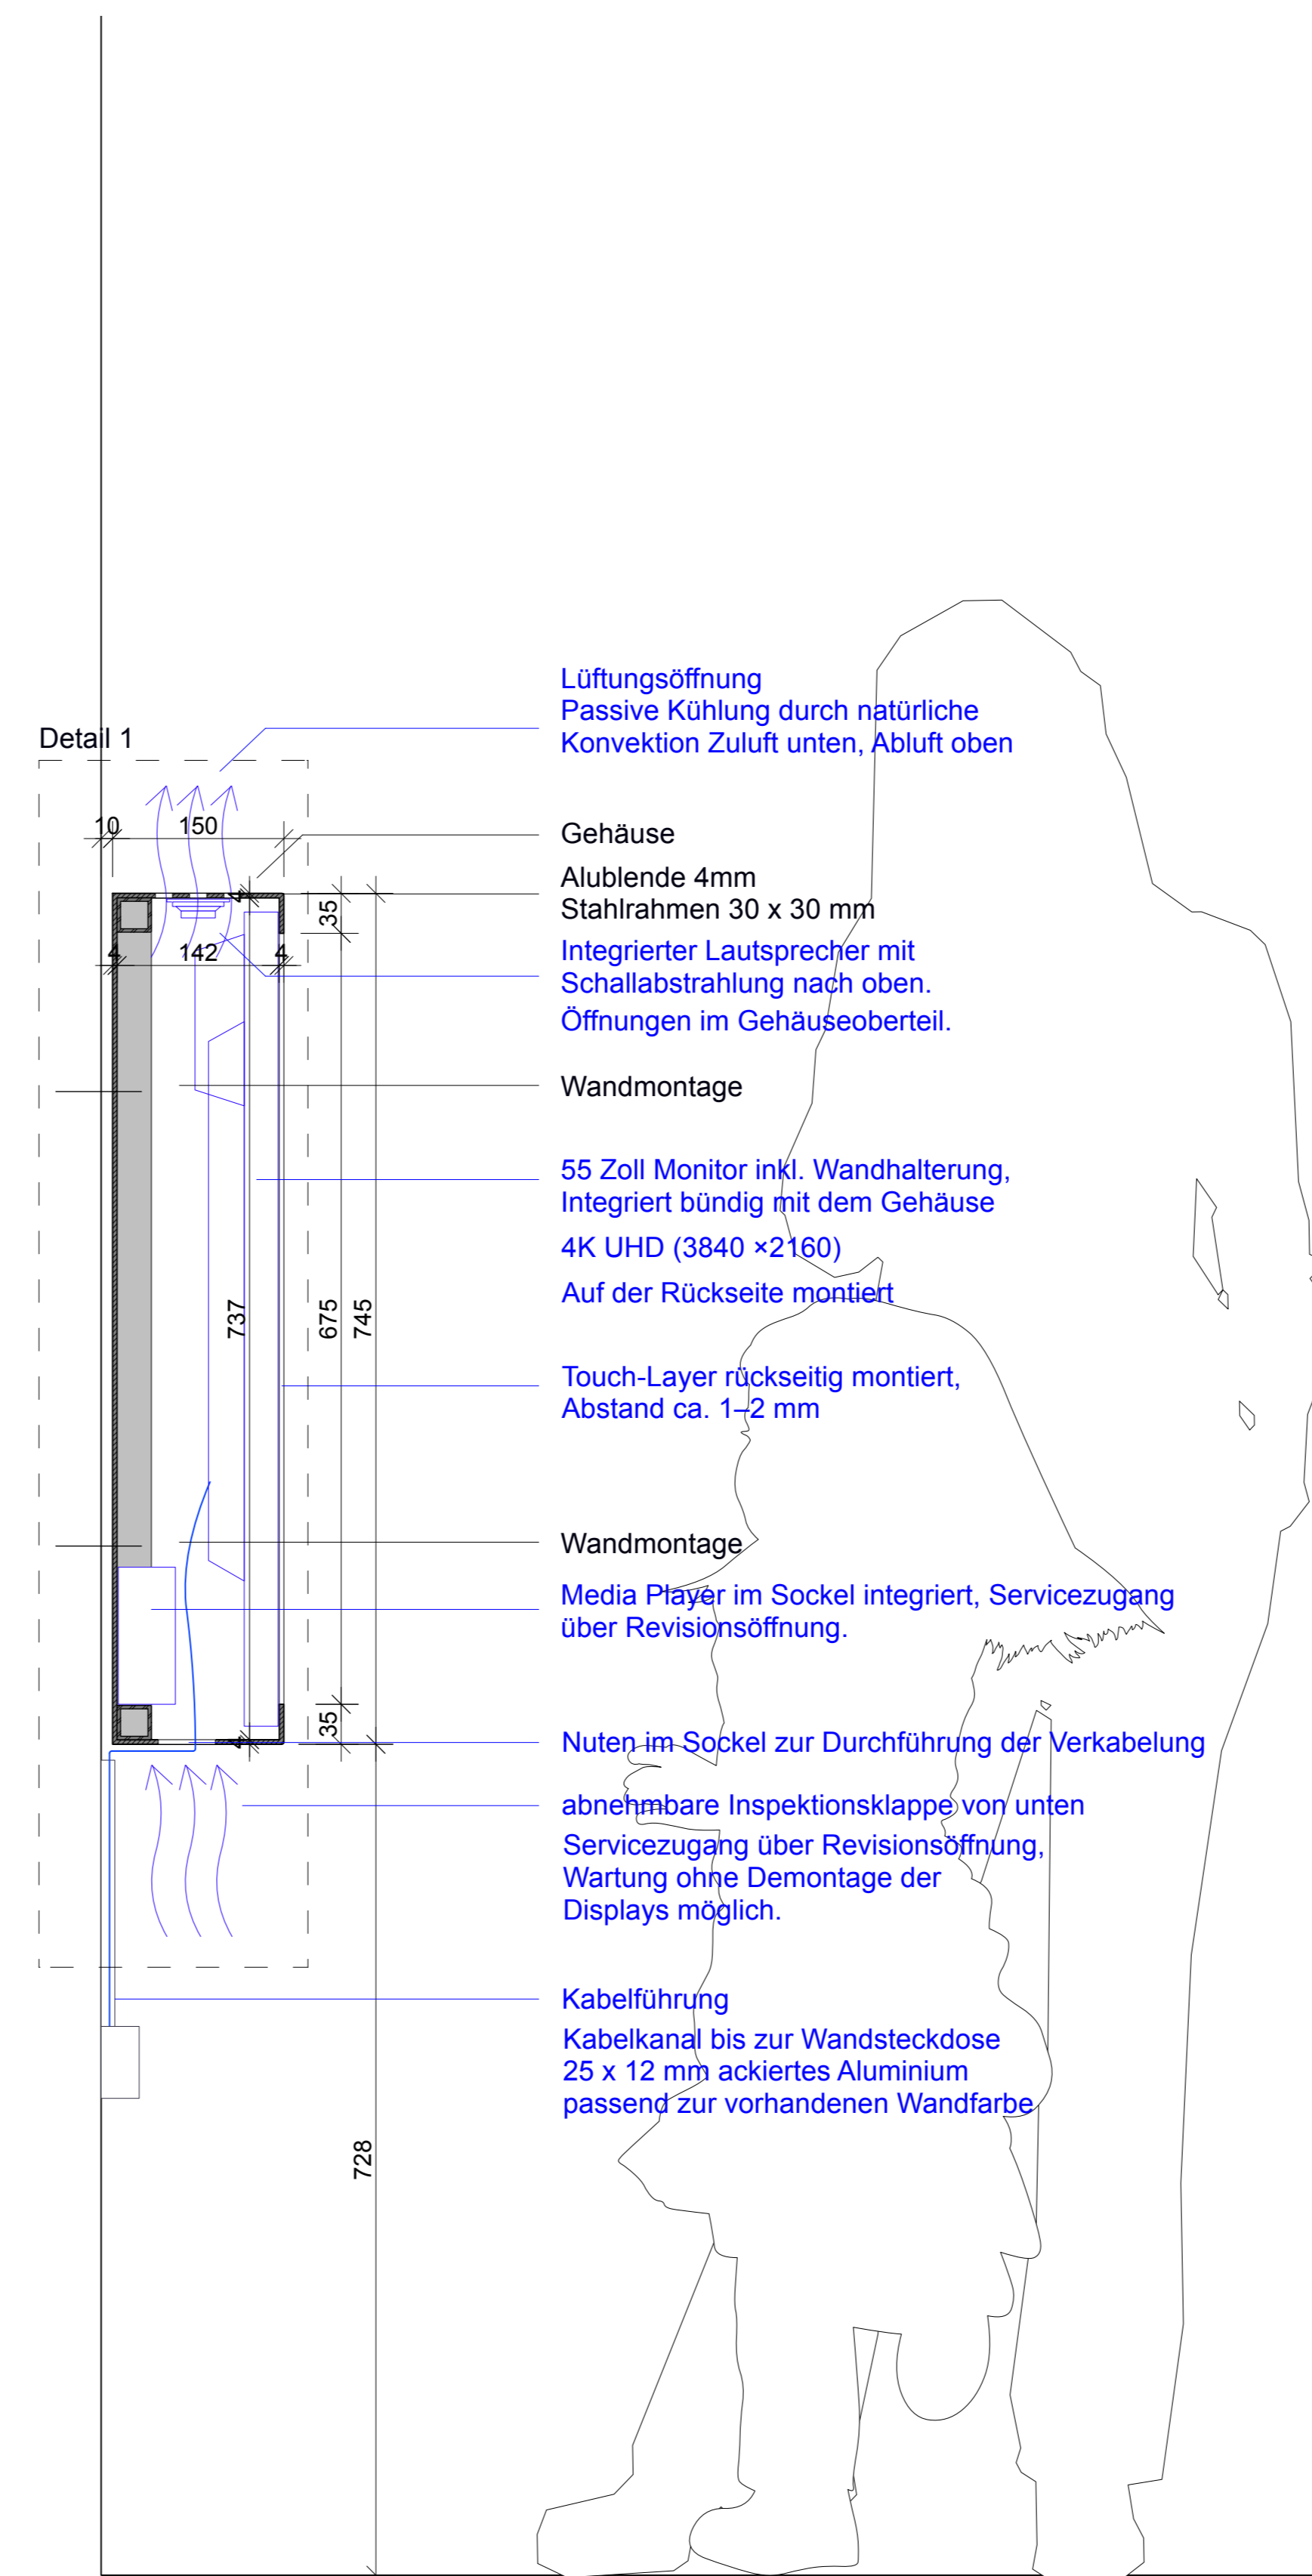 Lüftungsöffnung
Passive Kühlung durch natürliche
Konvektion Zuluft unten, Abluft oben
Detail 1
10
150
Gehäuse
Alublende 4mm
Stahlrahmen 30 x 30 mm
4
35
Integrierter Lautsprecher mit
Schallabstrahlung nach oben.
Öffnungen im Gehäuseoberteil.
4
142
4
Wandmontage
55 Zoll Monitor inkl. Wandhalterung,
Integriert bündig mit dem Gehäuse
4K UHD (3840 ×2160)
Auf der Rückseite montiert
737
675
745
Touch-Layer rückseitig montiert,
Abstand ca. 1–2 mm
Wandmontage
Media Player im Sockel integriert, Servicezugang
über Revisionsöffnung.
35
4
Nuten im Sockel zur Durchführung der Verkabelung
abnehmbare Inspektionsklappe von unten
Servicezugang über Revisionsöffnung,
Wartung ohne Demontage der
Displays möglich.
Kabelführung
Kabelkanal bis zur Wandsteckdose
25 x 12 mm ackiertes Aluminium
passend zur vorhandenen Wandfarbe
728